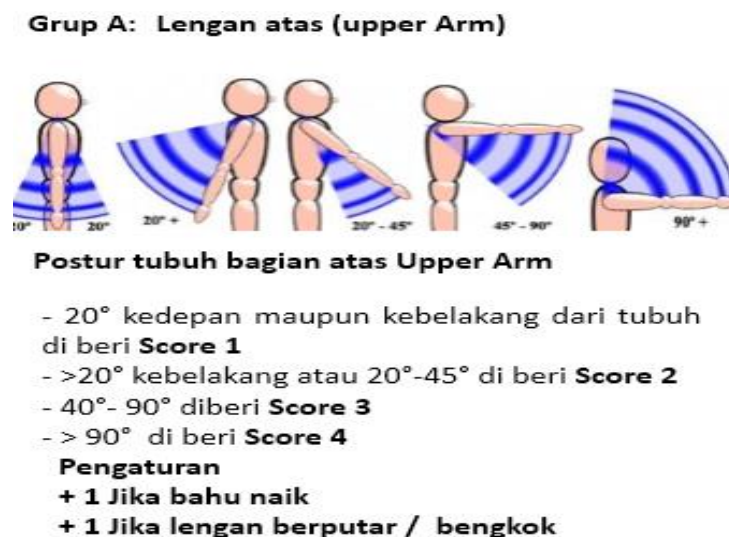 Grup A: Lengan atas (upper Arm)
20° 20° 20° + 20° - 45° 45° - 90° 90° +
Postur tubuh bagian atas Upper Arm
- 20° kedepan maupun kebelakang dari tubuh
di beri Score 1
- >20° kebelakang atau 20°-45° di beri Score 2
- 40°- 90° diberi Score 3
- > 90° di beri Score 4
Pengaturan
+ 1 Jika bahu naik
+ 1 Jika lengan berputar / bengkok